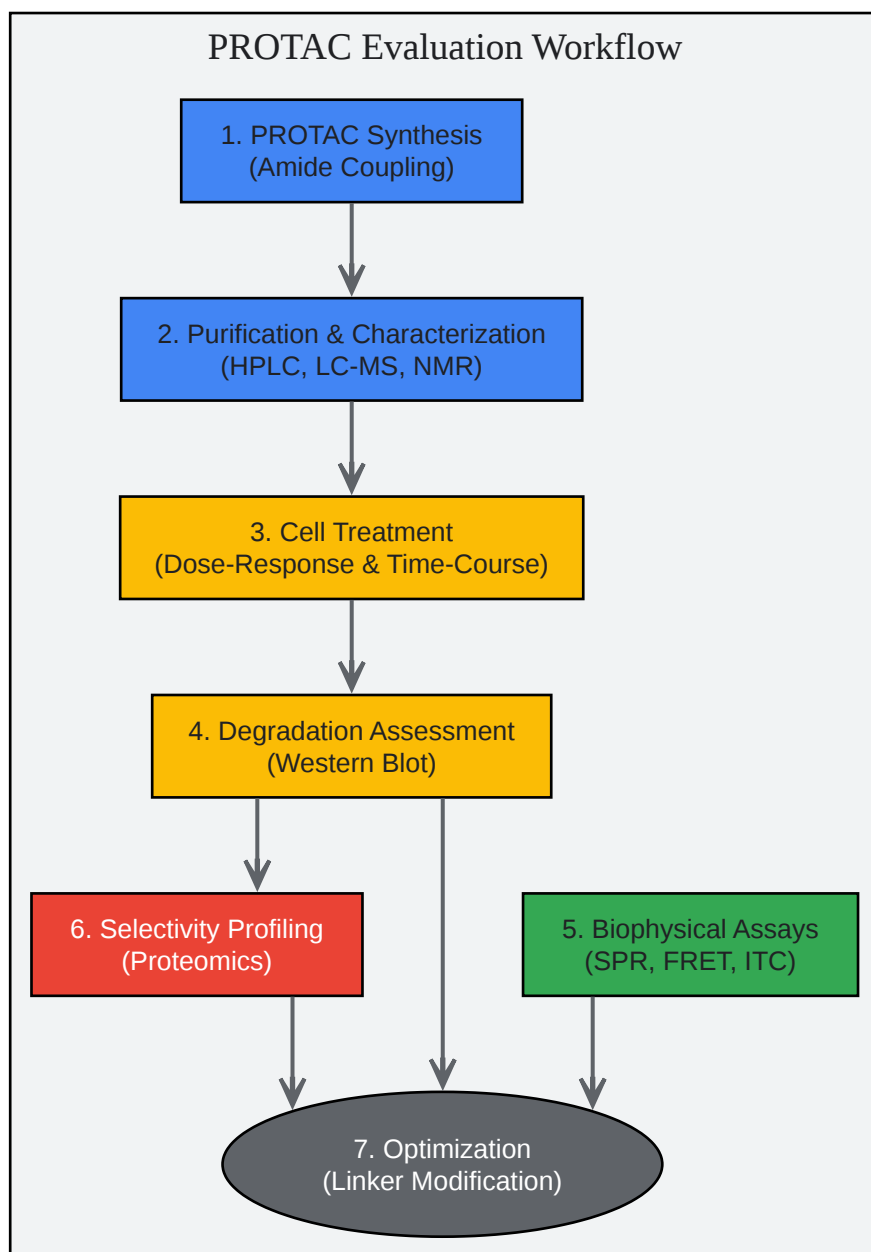 PROTAC Evaluation Workflow
1. PROTAC Synthesis
(Amide Coupling)
2. Purification & Characterization
(HPLC, LC-MS, NMR)
3. Cell Treatment
(Dose-Response & Time-Course)
4. Degradation Assessment
(Western Blot)
6. Selectivity Profiling
(Proteomics)
5. Biophysical Assays
(SPR, FRET, ITC)
7. Optimization
(Linker Modification)